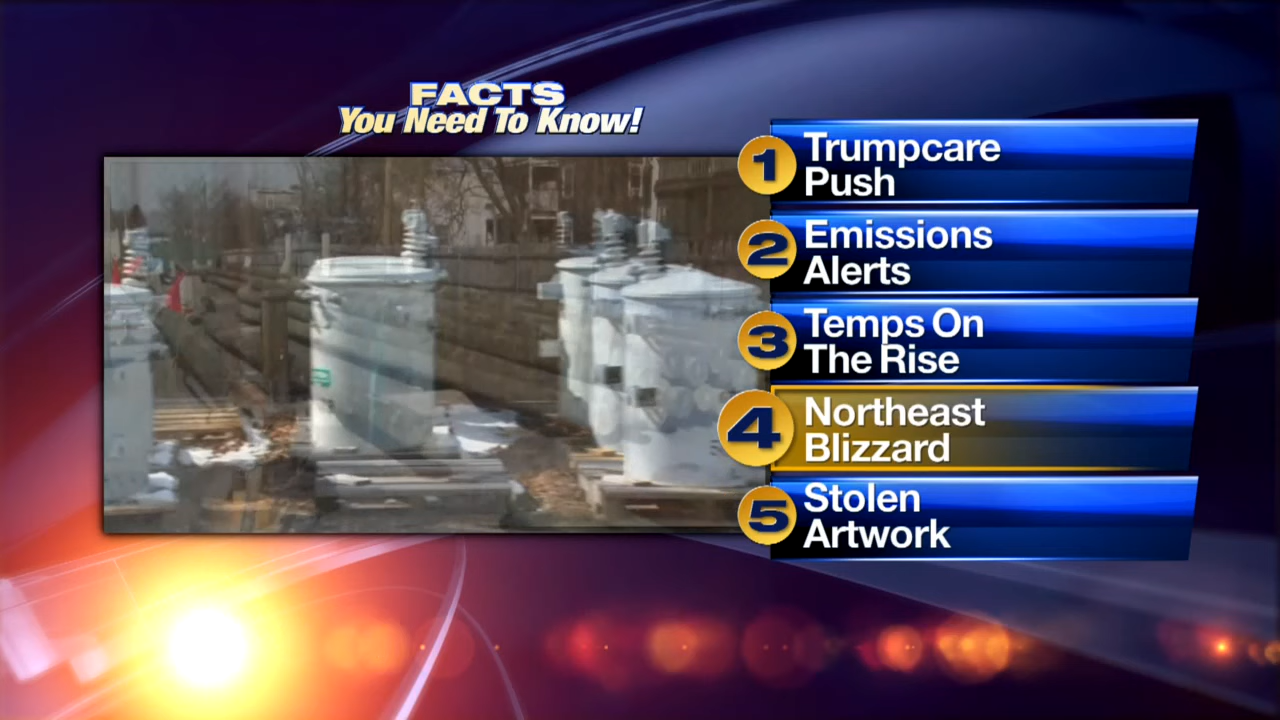 FACTS
You Need To Know!
1 Trumpcare
Push
2 Emissions
Alerts
3 Temps On
The Rise
4 Northeast
Blizzard
5 Stolen
Artwork